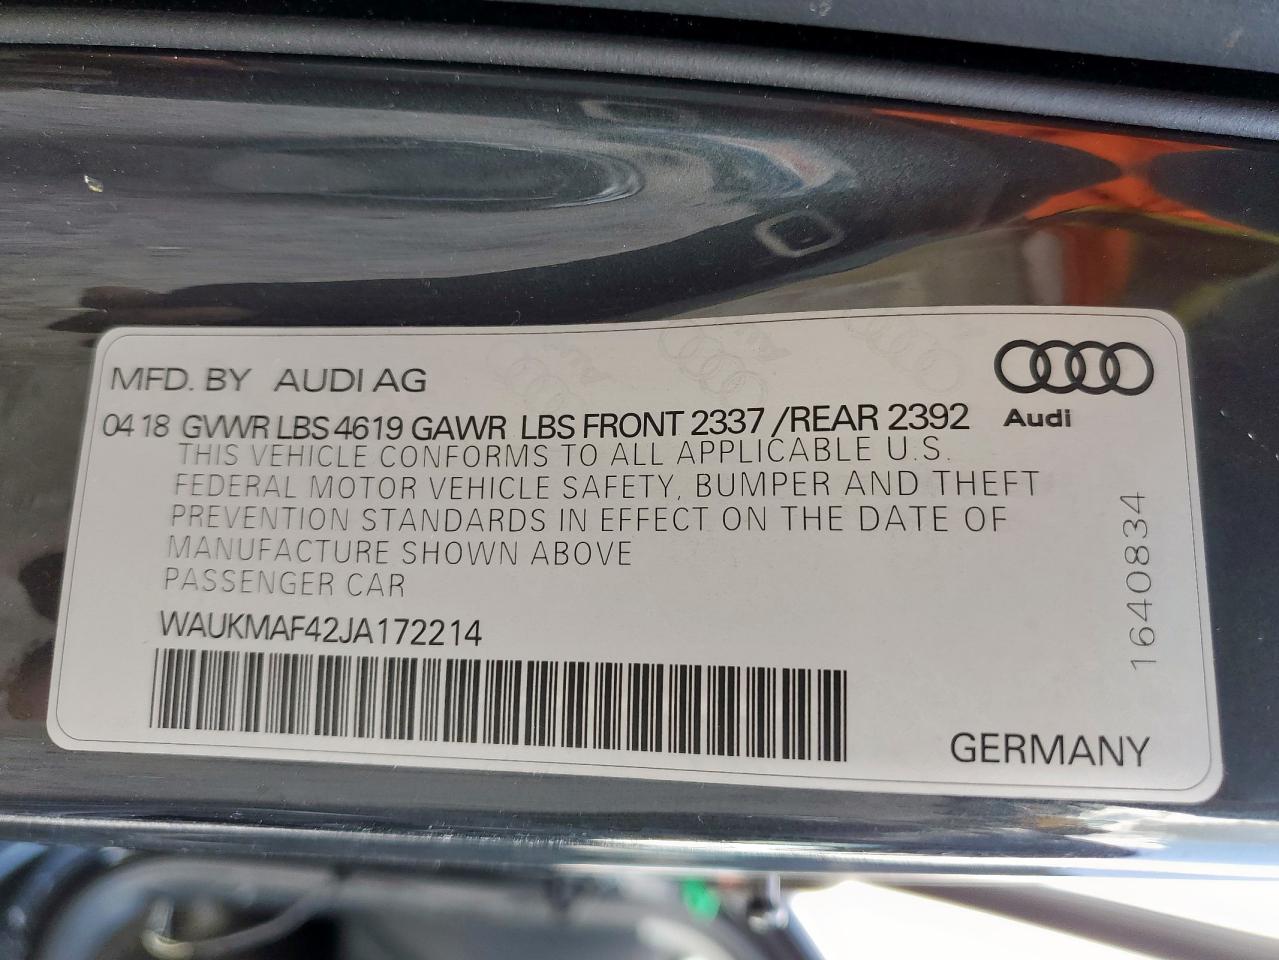 MFD. BY AUDI AG
Audi
04 18 GVWR LBS 4619 GAWR LBS FRONT 2337 /REAR 2392
THIS VEHICLE CONFORMS TO ALL APPLICABLE U.S.
FEDERAL MOTOR VEHICLE SAFETY, BUMPER AND THEFT
PREVENTION STANDARDS IN EFFECT ON THE DATE OF
MANUFACTURE SHOWN ABOVE
PASSENGER CAR
WAUKMAF42JA172214
1640834
GERMANY